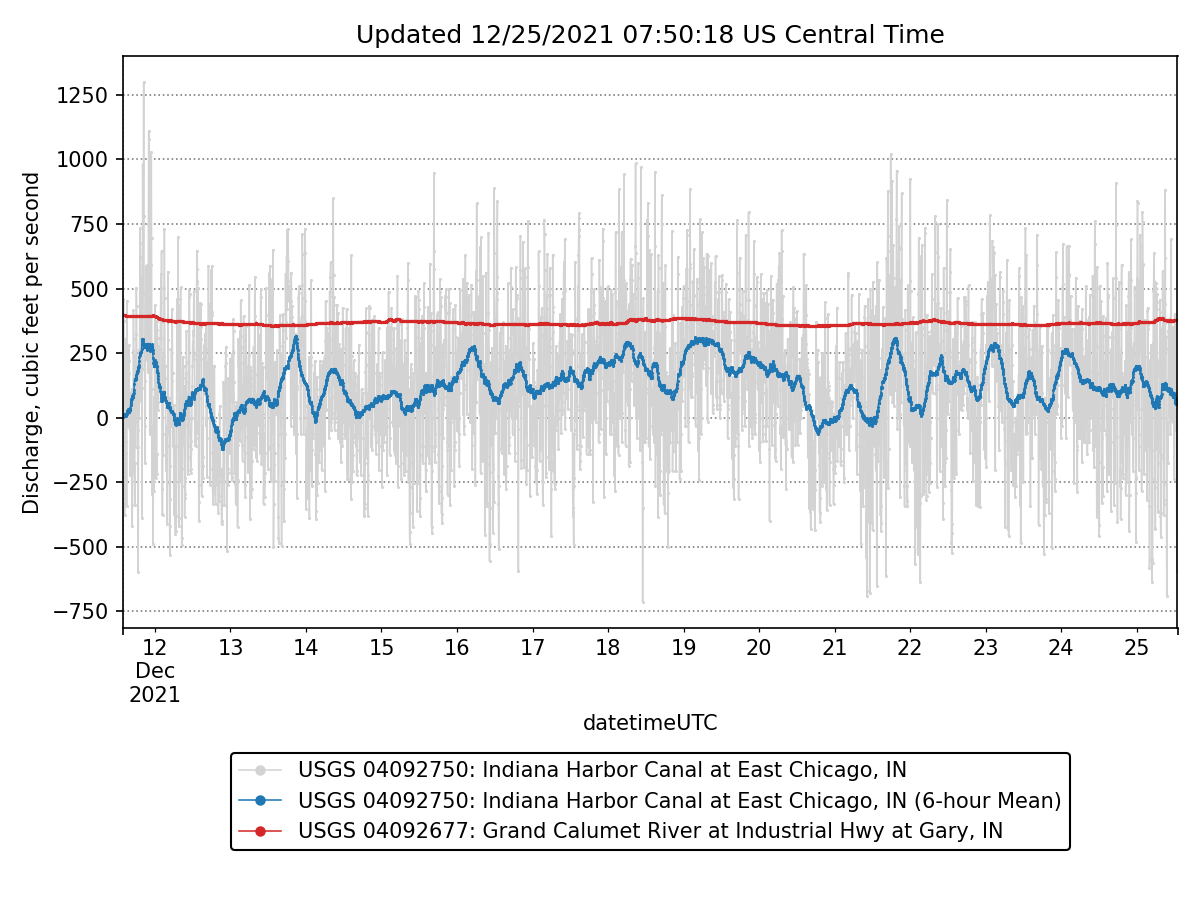 Updated 12/25/2021 07:50:18 US Central Time
Discharge, cubic feet per second
1250
1000
750
500
250
0
−250
−500
−750
12 13 14 15 16 17 18 19 20 21 22 23 24 25
Dec
2021
datetimeUTC
USGS 04092750: Indiana Harbor Canal at East Chicago, IN
USGS 04092750: Indiana Harbor Canal at East Chicago, IN (6-hour Mean)
USGS 04092677: Grand Calumet River at Industrial Hwy at Gary, IN